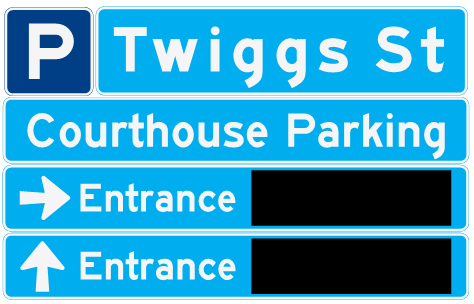 P Twiggs St
Courthouse Parking
Entrance
Entrance